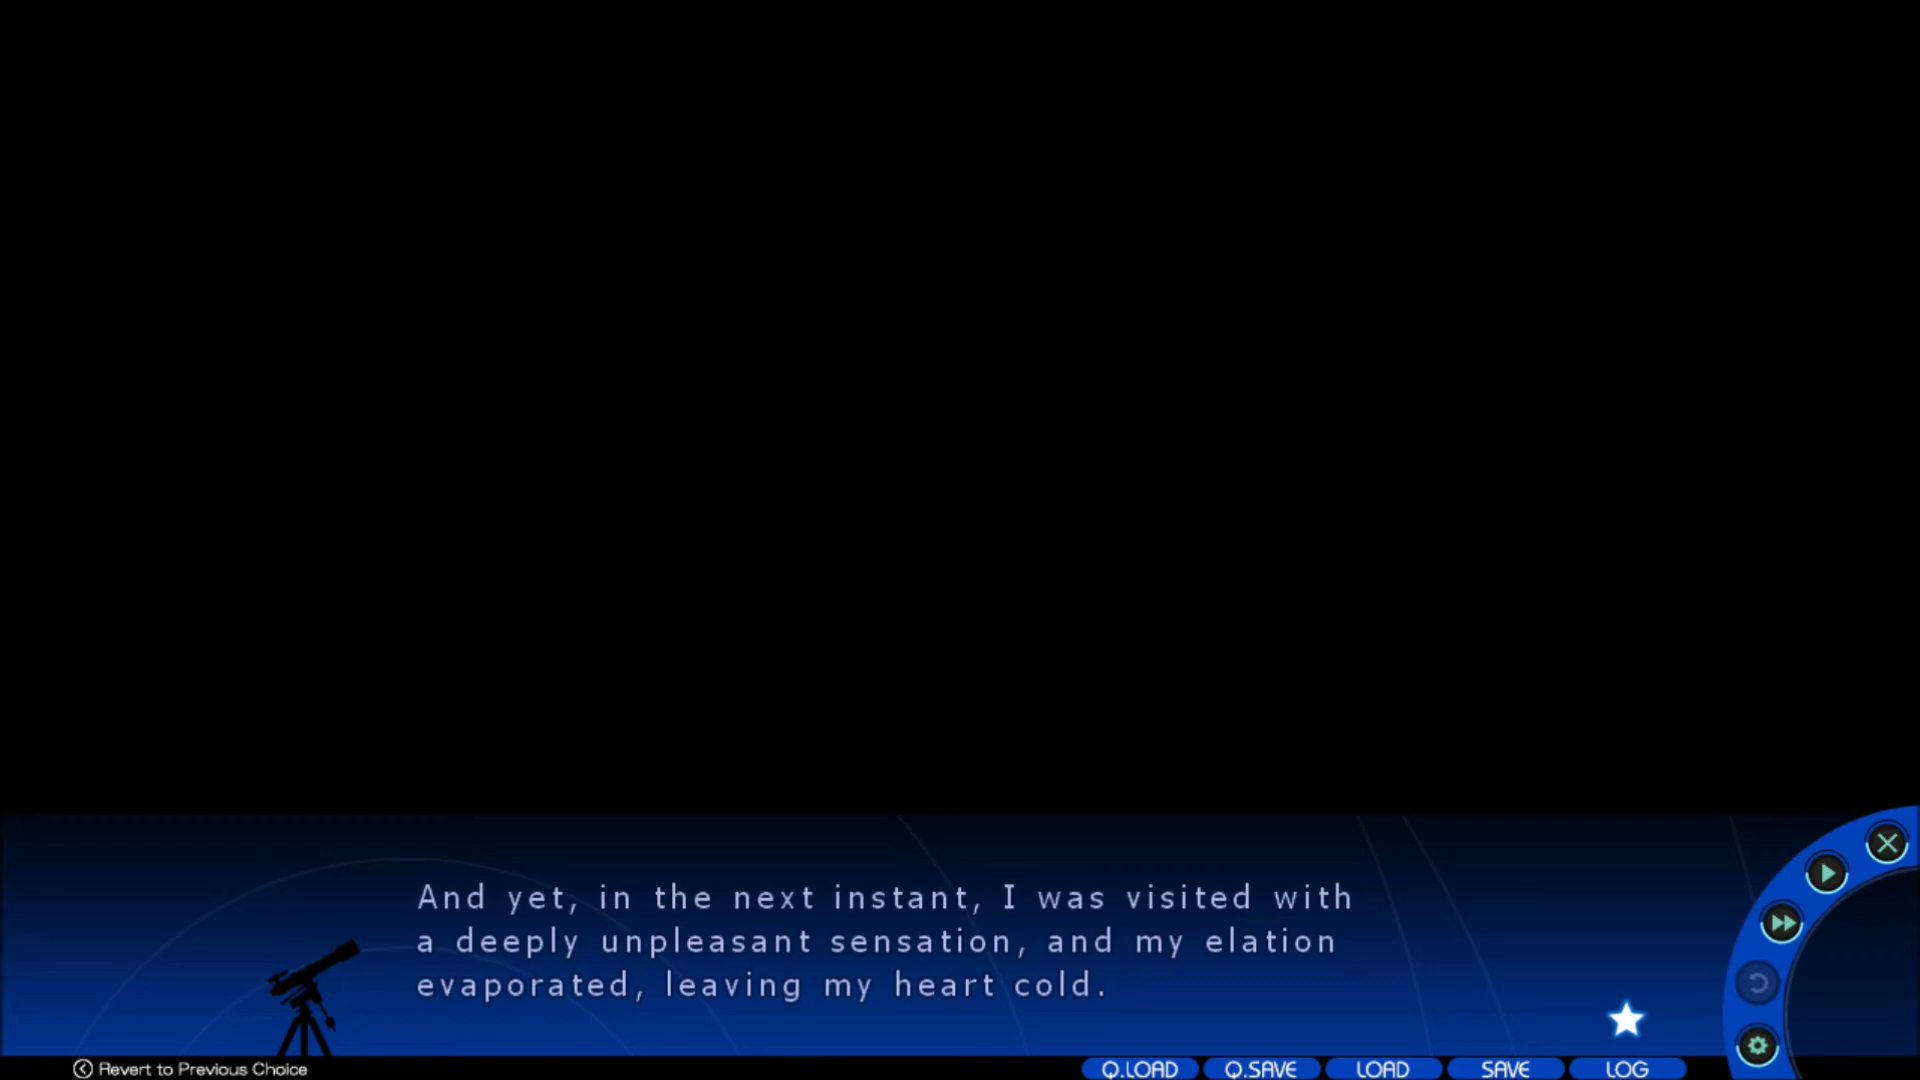 And yet, in the next instant, I was visited with
a deeply unpleasant sensation, and my elation
evaporated, leaving my heart cold.
Revert to Previous Choice
Q.LOAD
Q.SAVE
LOAD
SAVE
LOG